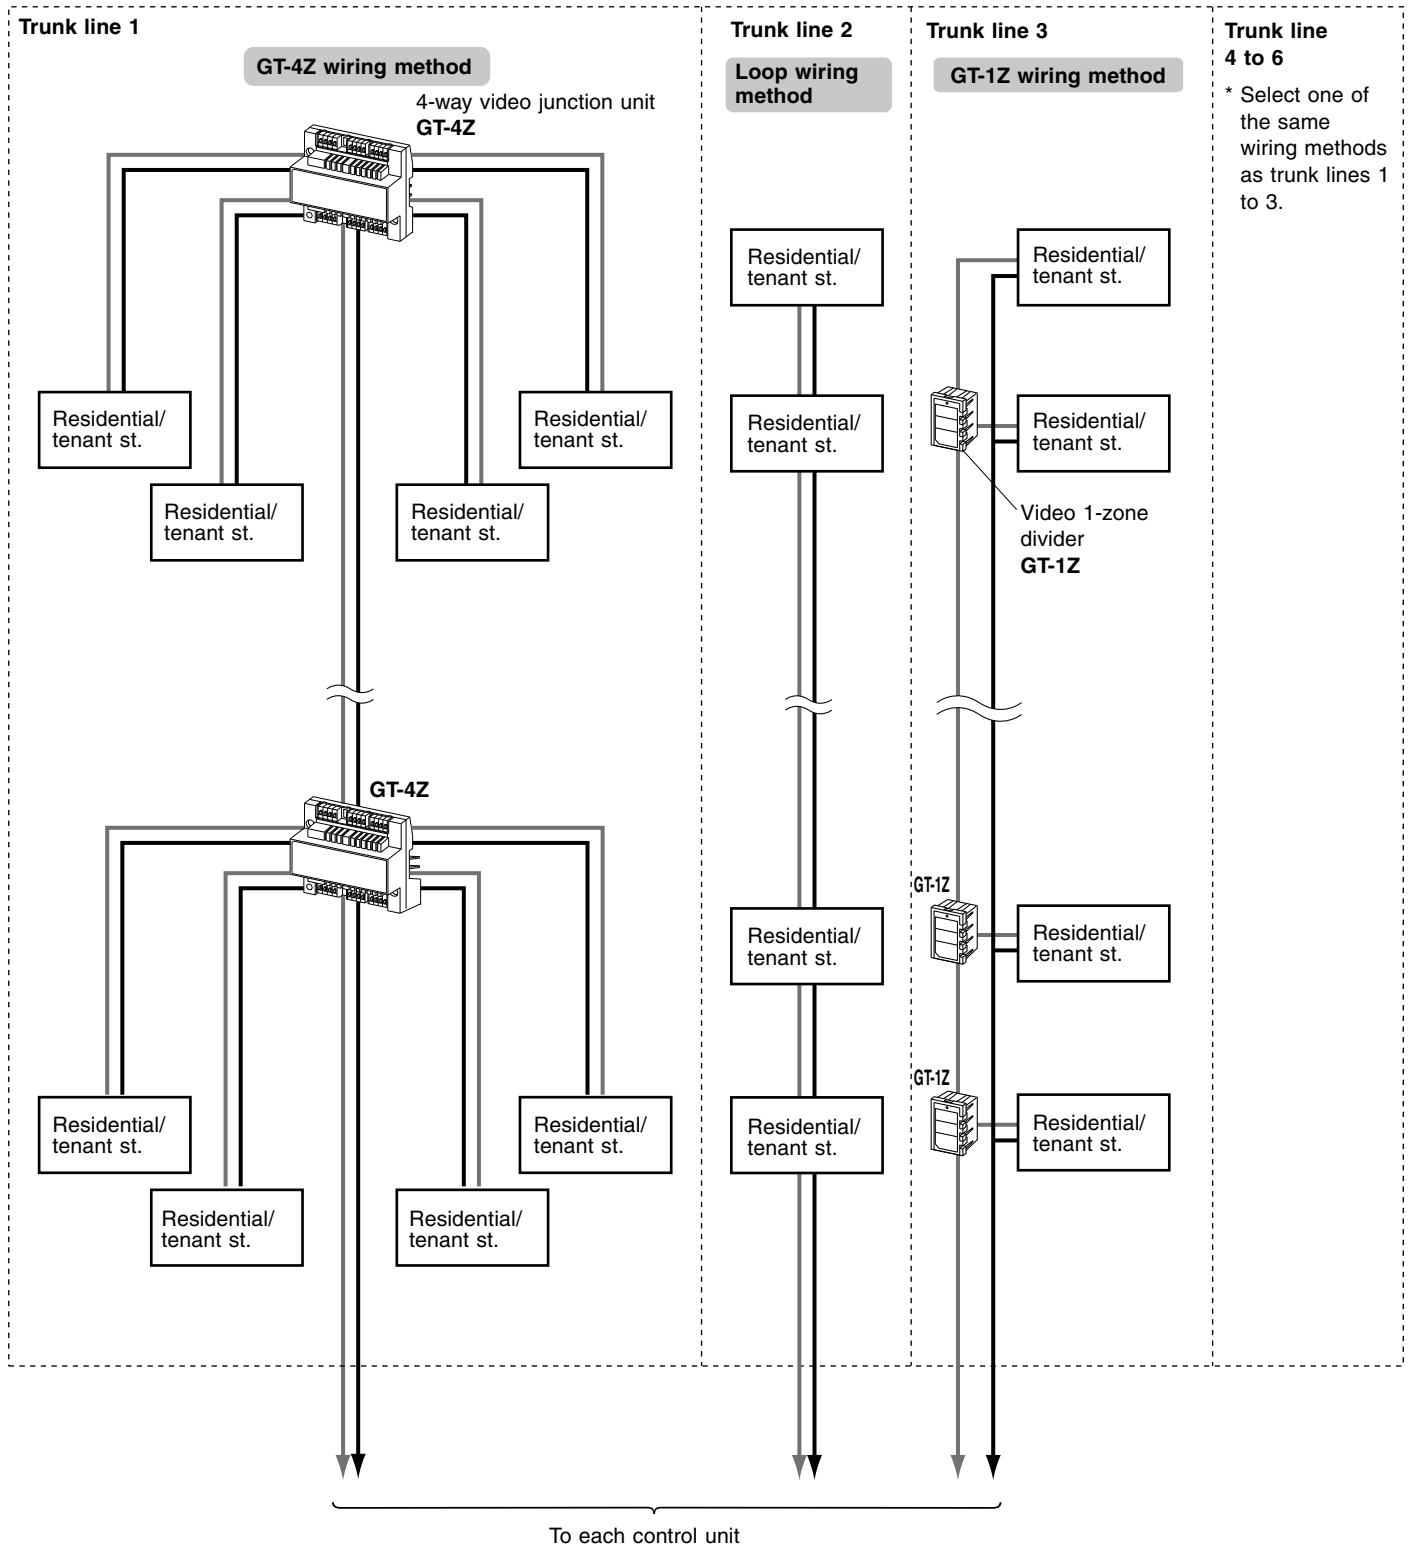 Trunk line 1
GT-4Z wiring method
4-way video junction unit
GT-4Z
Residential/
tenant st.
Residential/
tenant st.
Residential/
tenant st.
Residential/
tenant st.
GT-4Z
Residential/
tenant st.
Residential/
tenant st.
Residential/
tenant st.
Residential/
tenant st.
Trunk line 2
Loop wiring
method
Residential/
tenant st.
Residential/
tenant st.
Residential/
tenant st.
Residential/
tenant st.
Trunk line 3
GT-1Z wiring method
Residential/
tenant st.
Residential/
tenant st.
Video 1-zone
divider
GT-1Z
GT-1Z
Residential/
tenant st.
GT-1Z
Residential/
tenant st.
Trunk line
4 to 6
* Select one of
the same
wiring methods
as trunk lines 1
to 3.
To each control unit